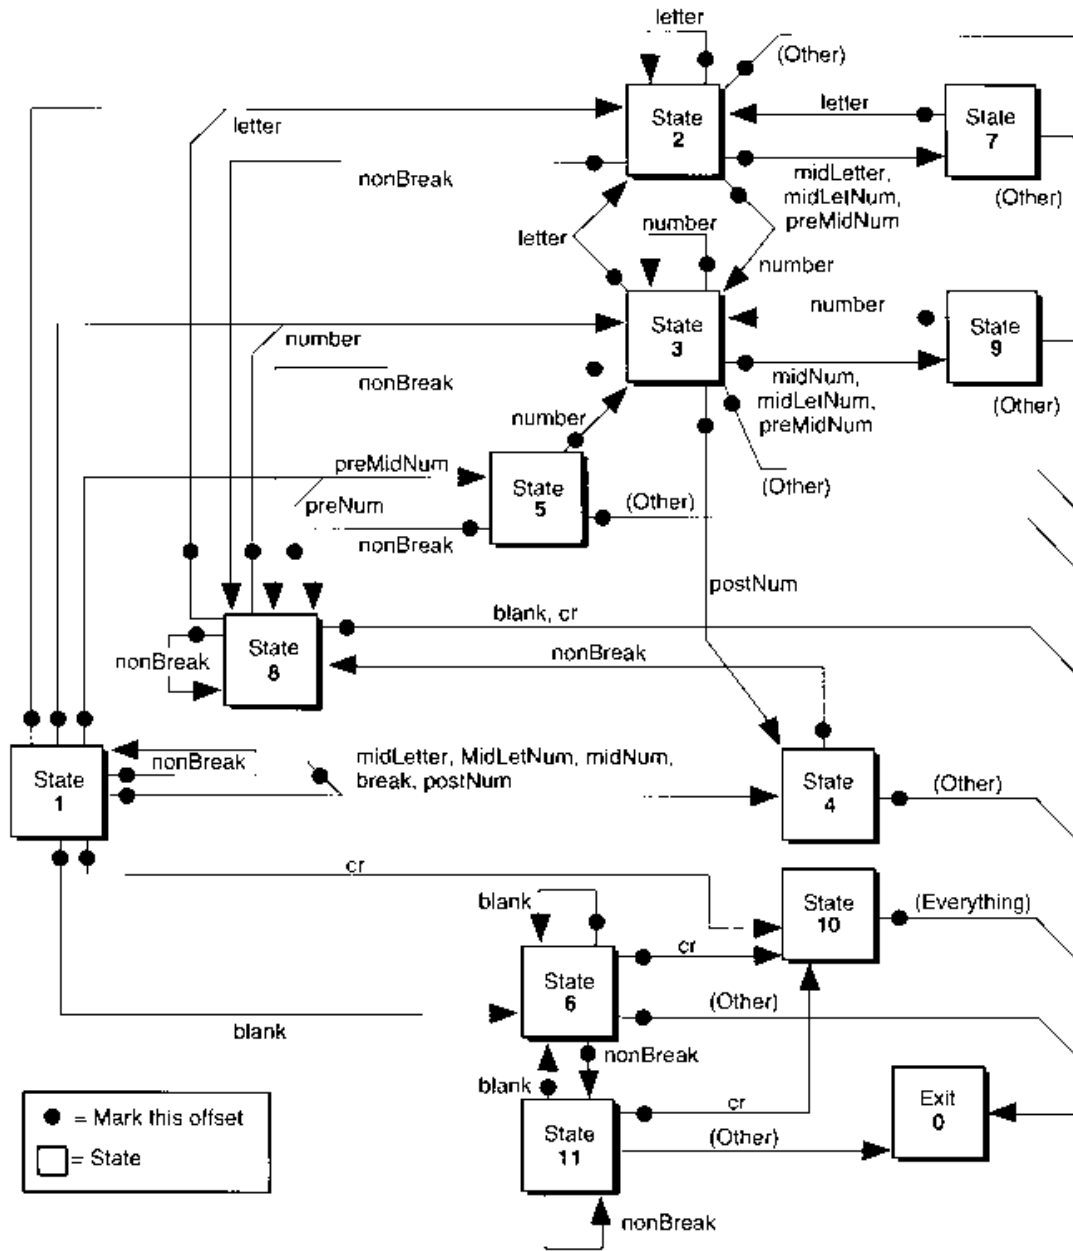 letter
(Other)
State
2
letter
State
7
letter
nonBreak
midLetter,
midLetNum,
preMidNum
(Other)
letter
number
number
number
State
3
number
State
9
nonBreak
midNum,
midLetNum,
preMidNum
(Other)
number
(Other)
preMidNum
State
5
(Other)
preNum
nonBreak
postNum
blank, cr
State
8
nonBreak
nonBreak
State
1
nonBreak
midLetter, MidLetNum, midNum,
break, postNum
State
4
(Other)
cr
State
10
(Everything)
blank
State
6
cr
(Other)
blank
nonBreak
blank
State
11
cr
(Other)
Exit
0
nonBreak
= Mark this offset
= State